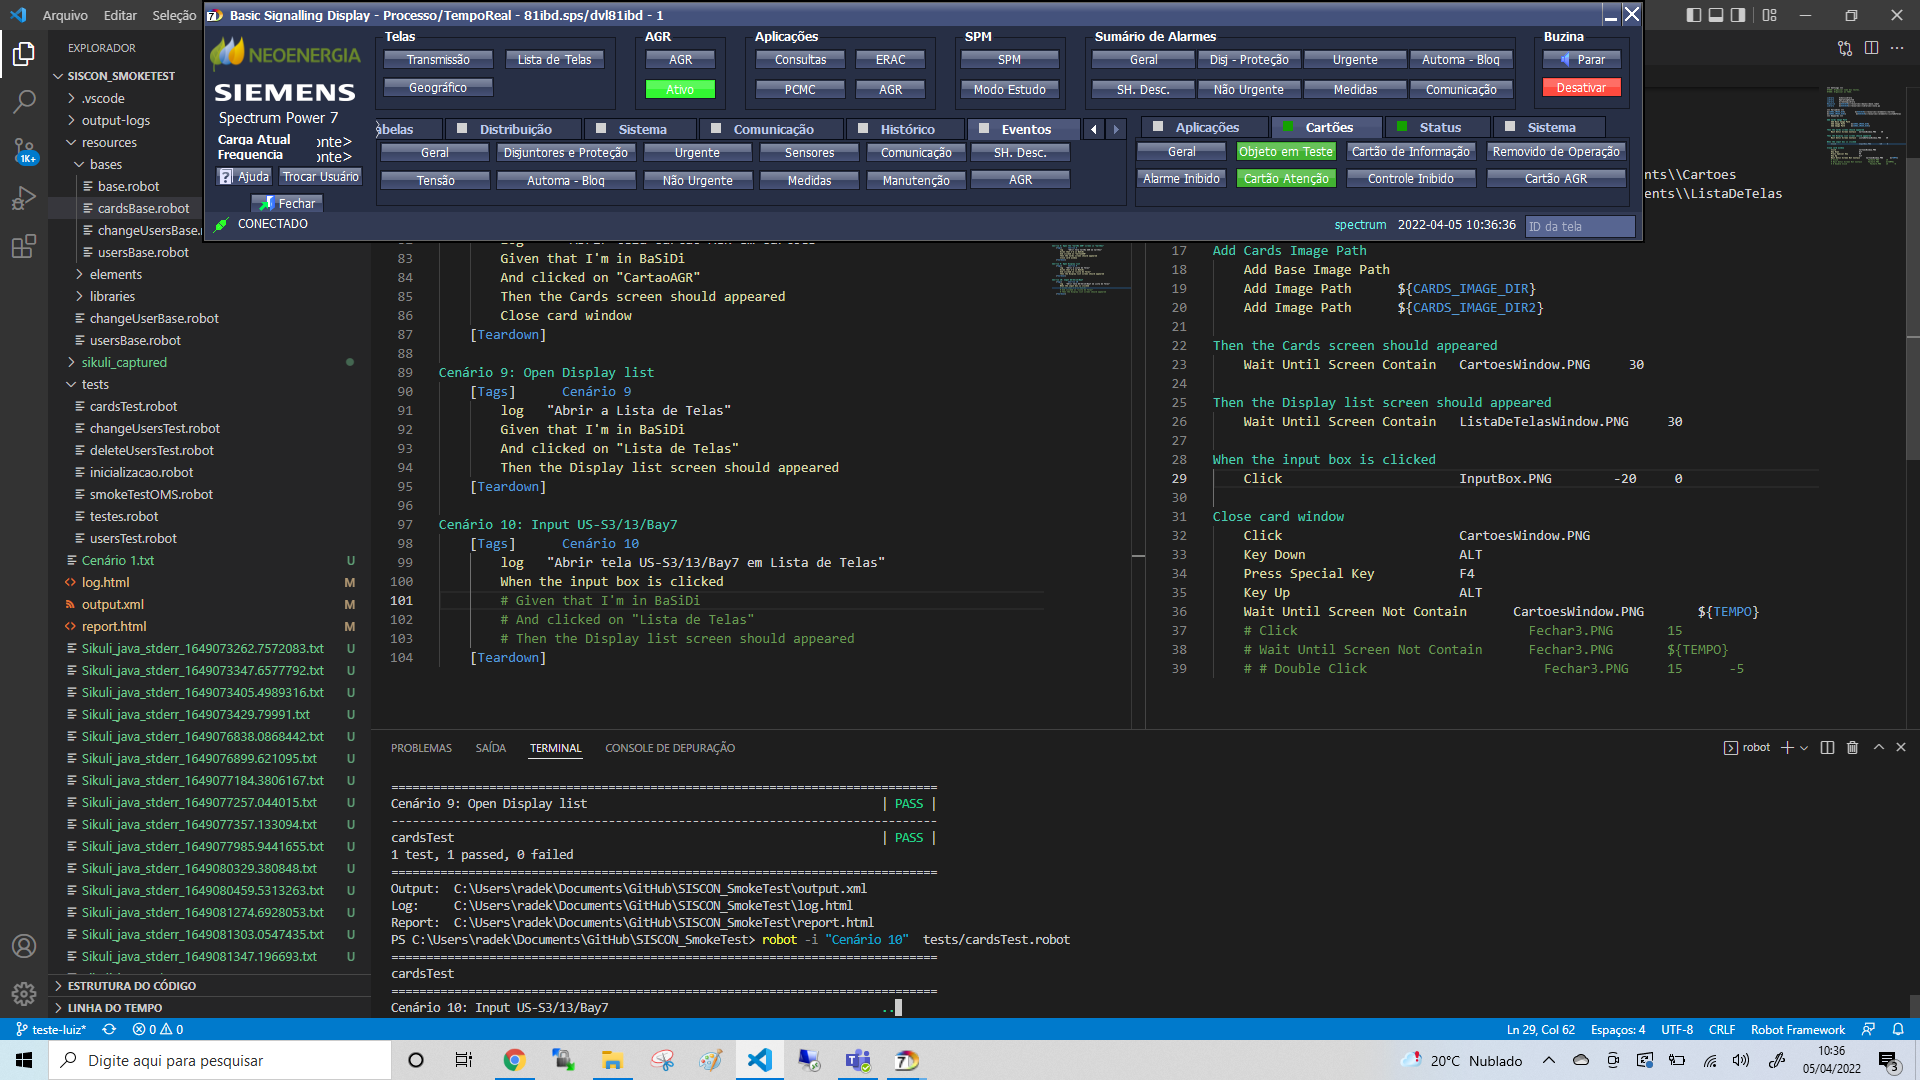 Arquivo Editar Seleção
Basic Signalling Display - Processo/TempoReal - 81ibd.sps/dvl81ibd - 1
NEOENERGIA
SIEMENS
Spectrum Power 7
Carga Atual onte>
Frequencia onte>
Ajuda Trocar Usuário
Fechar
CONECTADO
Telas
Transmissão Lista de Telas
Geográfico
AGR
AGR
Ativo
Aplicações
Consultas ERAC
PCMC AGR
SPM
SPM
Modo Estudo
Sumário de Alarmes
Geral Disj - Proteção Urgente Automa - Bloq
SH. Desc. Não Urgente Medidas Comunicação
Buzina
Parar
Desativar
abelas Distribuição Sistema Comunicação Histórico Eventos
Geral Disjuntores e Proteção Urgente Sensores Comunicação SH. Desc.
Tensão Automa - Bloq Não Urgente Medidas Manutenção AGR
Aplicações Cartões Status Sistema
Geral Objeto em Teste Cartão de Informação Removido de Operação
Alarme Inibido Cartão Atenção Controle Inibido Cartão AGR
spectrum 2022-04-05 10:36:36 ID da tela
EXPLORADOR
SISCON_SMOKETEST
.vscode
output-logs
resources
bases
base.robot
cardsBase.robot
changeUsersBase.
usersBase.robot
elements
libraries
changeUserBase.robot
usersBase.robot
sikuli_captured
tests
cardsTest.robot
changeUsersTest.robot
deleteUsersTest.robot
inicializacao.robot
smokeTestOMS.robot
testes.robot
usersTest.robot
Cenário 1.txt U
log.html M
output.xml M
report.html M
Sikuli_java_stderr_1649073262.7572083.txt U
Sikuli_java_stderr_1649073347.6577792.txt U
Sikuli_java_stderr_1649073405.4989316.txt U
Sikuli_java_stderr_1649073429.79991.txt U
Sikuli_java_stderr_1649076838.0868442.txt U
Sikuli_java_stderr_1649076899.621095.txt U
Sikuli_java_stderr_1649077184.3806167.txt U
Sikuli_java_stderr_1649077257.044015.txt U
Sikuli_java_stderr_1649077357.133094.txt U
Sikuli_java_stderr_1649077985.9441655.txt U
Sikuli_java_stderr_1649080329.380848.txt U
Sikuli_java_stderr_1649080459.5313263.txt U
Sikuli_java_stderr_1649081274.6928053.txt U
Sikuli_java_stderr_1649081303.0547435.txt U
Sikuli_java_stderr_1649081347.196693.txt U
ESTRUTURA DO CÓDIGO
LINHA DO TEMPO
1K+
83 Given that I'm in BaSiDi
84 And clicked on "CartaoAGR"
85 Then the Cards screen should appeared
86 Close card window
87 [Teardown]
88
89 Cenário 9: Open Display list
90 [Tags] Cenário 9
91 log "Abrir a Lista de Telas"
92 Given that I'm in BaSiDi
93 And clicked on "Lista de Telas"
94 Then the Display list screen should appeared
95 [Teardown]
96
97 Cenário 10: Input US-S3/13/Bay7
98 [Tags] Cenário 10
99 log "Abrir tela US-S3/13/Bay7 em Lista de Telas"
100 When the input box is clicked
101 # Given that I'm in BaSiDi
102 # And clicked on "Lista de Telas"
103 # Then the Display list screen should appeared
104 [Teardown]
nts\\Cartoes
ents\\ListaDeTelas
17 Add Cards Image Path
18 Add Base Image Path
19 Add Image Path ${CARDS_IMAGE_DIR}
20 Add Image Path ${CARDS_IMAGE_DIR2}
21
22 Then the Cards screen should appeared
23 Wait Until Screen Contain CartoesWindow.PNG 30
24
25 Then the Display list screen should appeared
26 Wait Until Screen Contain ListaDeTelasWindow.PNG 30
27
28 When the input box is clicked
29 Click InputBox.PNG -20 0
30
31 Close card window
32 Click CartoesWindow.PNG
33 Key Down ALT
34 Press Special Key F4
35 Key Up ALT
36 Wait Until Screen Not Contain CartoesWindow.PNG ${TEMPO}
37 # Click Fechar3.PNG 15
38 # Wait Until Screen Not Contain Fechar3.PNG ${TEMPO}
39 # # Double Click Fechar3.PNG 15 -5
PROBLEMAS SAÍDA TERMINAL CONSOLE DE DEPURAÇÃO robot
==============================================================================
Cenário 9: Open Display list | PASS |
------------------------------------------------------------------------------
cardsTest | PASS |
1 test, 1 passed, 0 failed
==============================================================================
Output: C:\Users\radek\Documents\GitHub\SISCON_SmokeTest\output.xml
Log: C:\Users\radek\Documents\GitHub\SISCON_SmokeTest\log.html
Report: C:\Users\radek\Documents\GitHub\SISCON_SmokeTest\report.html
PS C:\Users\radek\Documents\GitHub\SISCON_SmokeTest> robot -i "Cenário 10" tests/cardsTest.robot
==============================================================================
cardsTest
==============================================================================
Cenário 10: Input US-S3/13/Bay7 ..
teste-luiz* 0 0 Ln 29, Col 62 Espaços: 4 UTF-8 CRLF Robot Framework
Digite aqui para pesquisar
20°C Nublado
10:36
05/04/2022
3